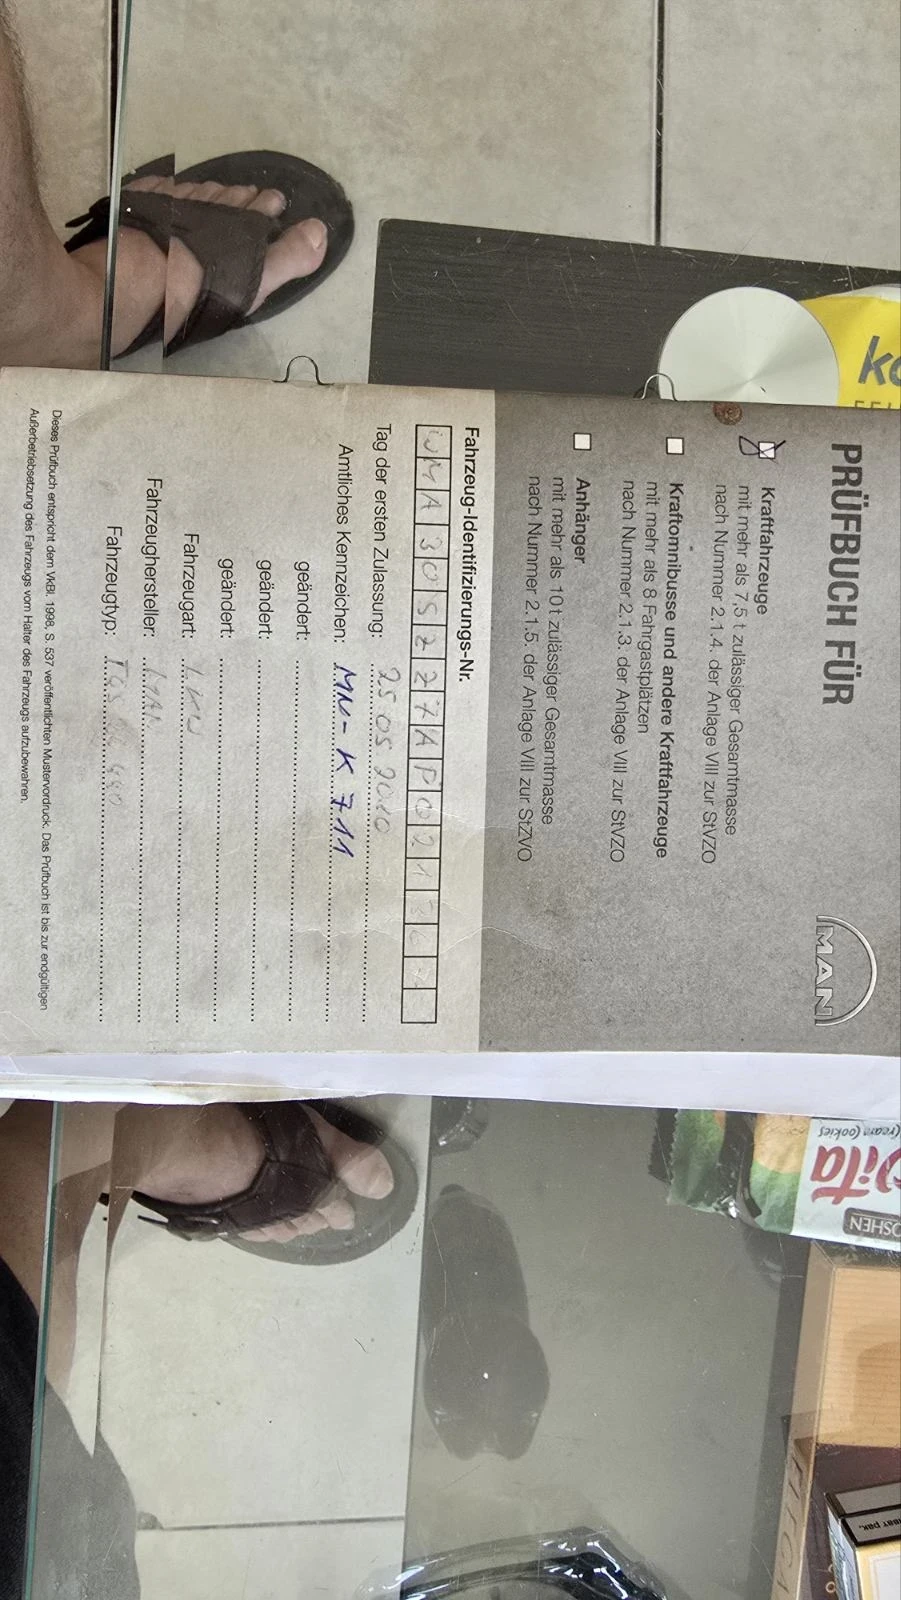 PRÜFBUCH FÜR
MAN
Kraftfahrzeuge
mit mehr als 7,5 t zulässiger Gesamtmasse
nach Nummer 2.1.4. der Anlage VIII zur StVZO
Kraftomnibusse und andere Kraftfahrzeuge
mit mehr als 8 Fahrgastplätzen
nach Nummer 2.1.3. der Anlage VIII zur StVZO
Anhänger
mit mehr als 10 t zulässiger Gesamtmasse
nach Nummer 2.1.5. der Anlage VIII zur StZVO
Fahrzeug-Identifizierungs-Nr.
Tag der ersten Zulassung: 25 05 2010
Amtliches Kennzeichen: MN-K 711
geändert:
geändert:
geändert:
Fahrzeugart: LKW
Fahrzeughersteller: MAN
Fahrzeugtyp: TGS
Dieses Prüfbuch entspricht dem VkBl. 1998, S. 537 veröffentlichten Mustervordruck. Das Prüfbuch ist bis zur endgültigen
Außerbetriebsetzung des Fahrzeugs vom Halter des Fahrzeugs aufzubewahren.
Cream Cookies